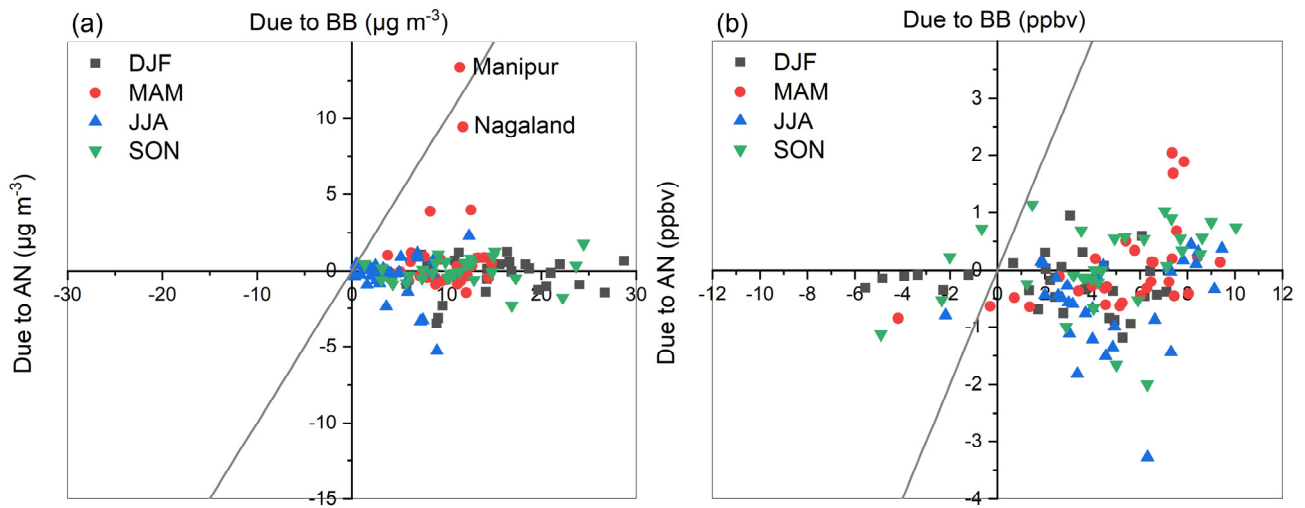 (a)
Due to BB (µg m-3)
DJF
MAM
JJA
SON
Manipur
Nagaland
Due to AN (µg m-3)
10
5
0
-5
-10
-15
-30
-20
-10
0
10
20
30
(b)
Due to BB (ppbv)
DJF
MAM
JJA
SON
Due to AN (ppbv)
3
2
1
0
-1
-2
-3
-4
-12
-10
-8
-6
-4
-2
0
2
4
6
8
10
12